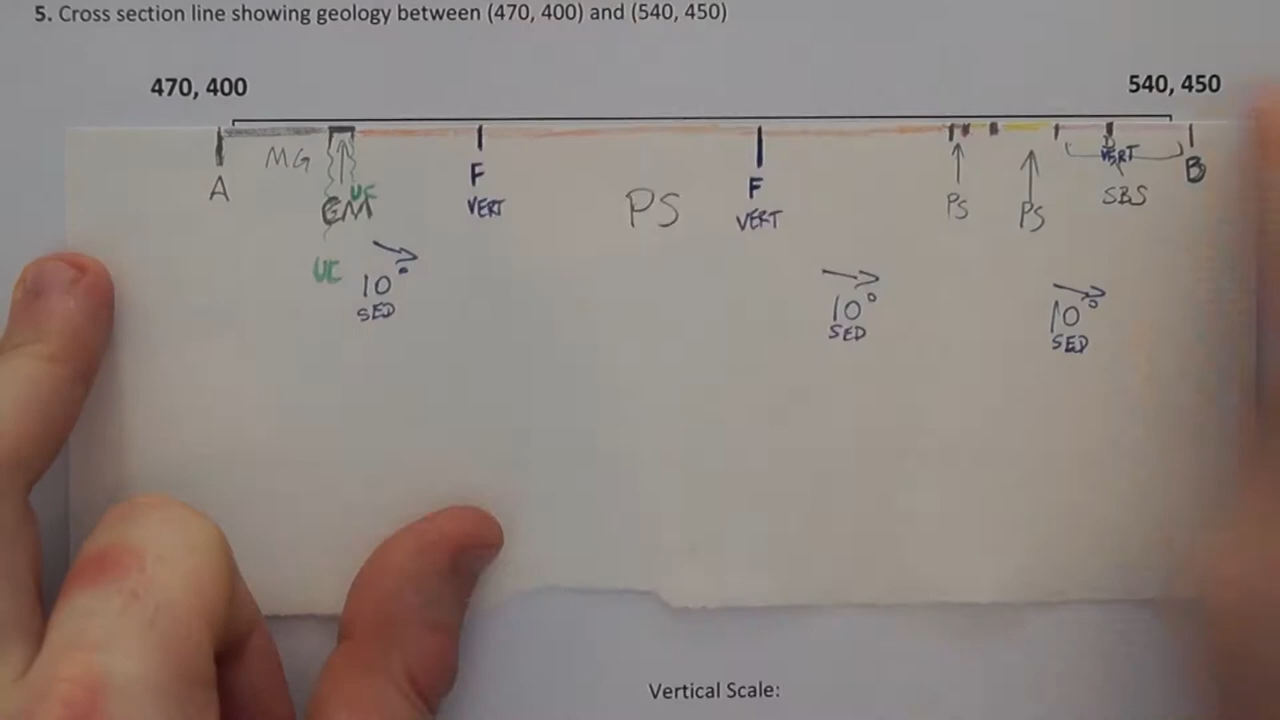 5. Cross section line showing geology between (470, 400) and (540, 450)
470, 400
540, 450
MG
A
UC
GM
F
VERT
PS
F
VERT
PS
PS
VERT
SBS
B
UC
10°
SED
10°
SED
10°
SED
Vertical Scale: